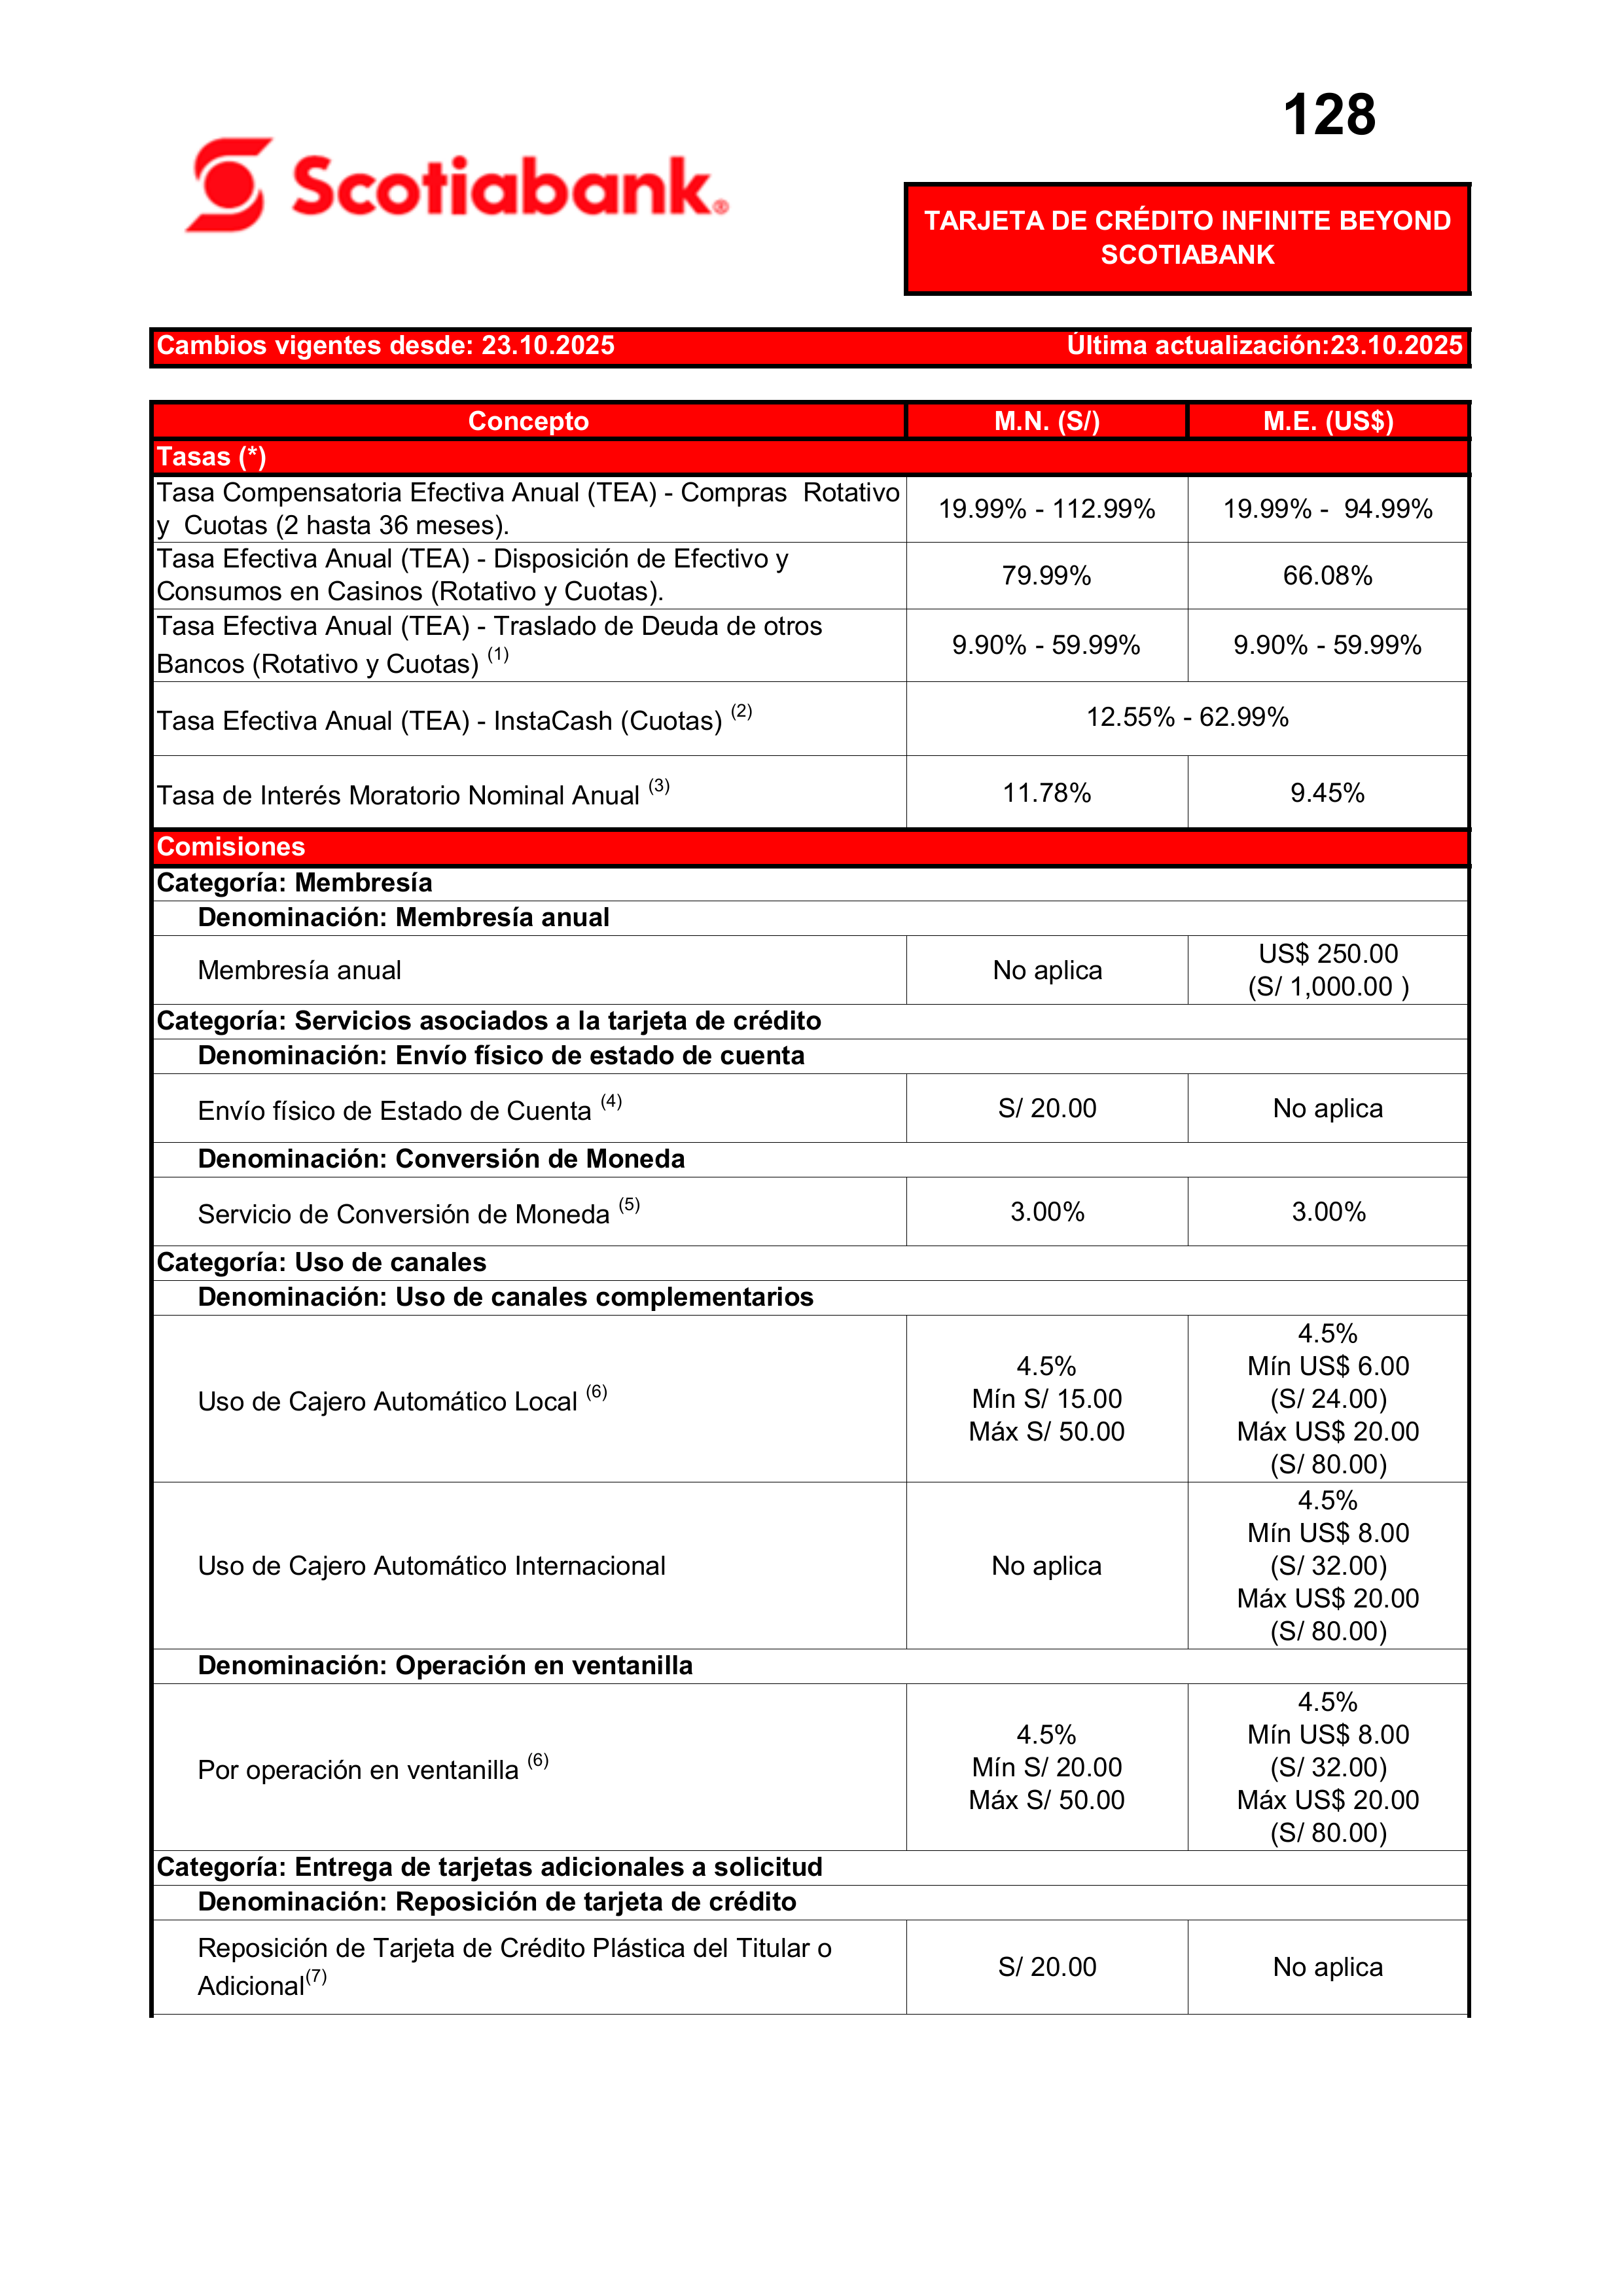 128
Scotiabank®
TARJETA DE CRÉDITO INFINITE BEYOND
SCOTIABANK
Cambios vigentes desde: 23.10.2025 Última actualización:23.10.2025
Concepto M.N. (S/) M.E. (US$)
Tasas (*)
Tasa Compensatoria Efectiva Anual (TEA) - Compras Rotativo
y Cuotas (2 hasta 36 meses).
19.99% - 112.99% 19.99% - 94.99%
Tasa Efectiva Anual (TEA) - Disposición de Efectivo y
Consumos en Casinos (Rotativo y Cuotas).
79.99% 66.08%
Tasa Efectiva Anual (TEA) - Traslado de Deuda de otros
Bancos (Rotativo y Cuotas) (1)
9.90% - 59.99% 9.90% - 59.99%
Tasa Efectiva Anual (TEA) - InstaCash (Cuotas) (2) 12.55% - 62.99%
Tasa de Interés Moratorio Nominal Anual (3) 11.78% 9.45%
Comisiones
Categoría: Membresía
Denominación: Membresía anual
Membresía anual No aplica US$ 250.00
(S/ 1,000.00 )
Categoría: Servicios asociados a la tarjeta de crédito
Denominación: Envío físico de estado de cuenta
Envío físico de Estado de Cuenta (4) S/ 20.00 No aplica
Denominación: Conversión de Moneda
Servicio de Conversión de Moneda (5) 3.00% 3.00%
Categoría: Uso de canales
Denominación: Uso de canales complementarios
Uso de Cajero Automático Local (6)
4.5%
Mín S/ 15.00
Máx S/ 50.00
4.5%
Mín US$ 6.00
(S/ 24.00)
Máx US$ 20.00
(S/ 80.00)
Uso de Cajero Automático Internacional No aplica
4.5%
Mín US$ 8.00
(S/ 32.00)
Máx US$ 20.00
(S/ 80.00)
Denominación: Operación en ventanilla
Por operación en ventanilla (6)
4.5%
Mín S/ 20.00
Máx S/ 50.00
4.5%
Mín US$ 8.00
(S/ 32.00)
Máx US$ 20.00
(S/ 80.00)
Categoría: Entrega de tarjetas adicionales a solicitud
Denominación: Reposición de tarjeta de crédito
Reposición de Tarjeta de Crédito Plástica del Titular o
Adicional(7)
S/ 20.00 No aplica